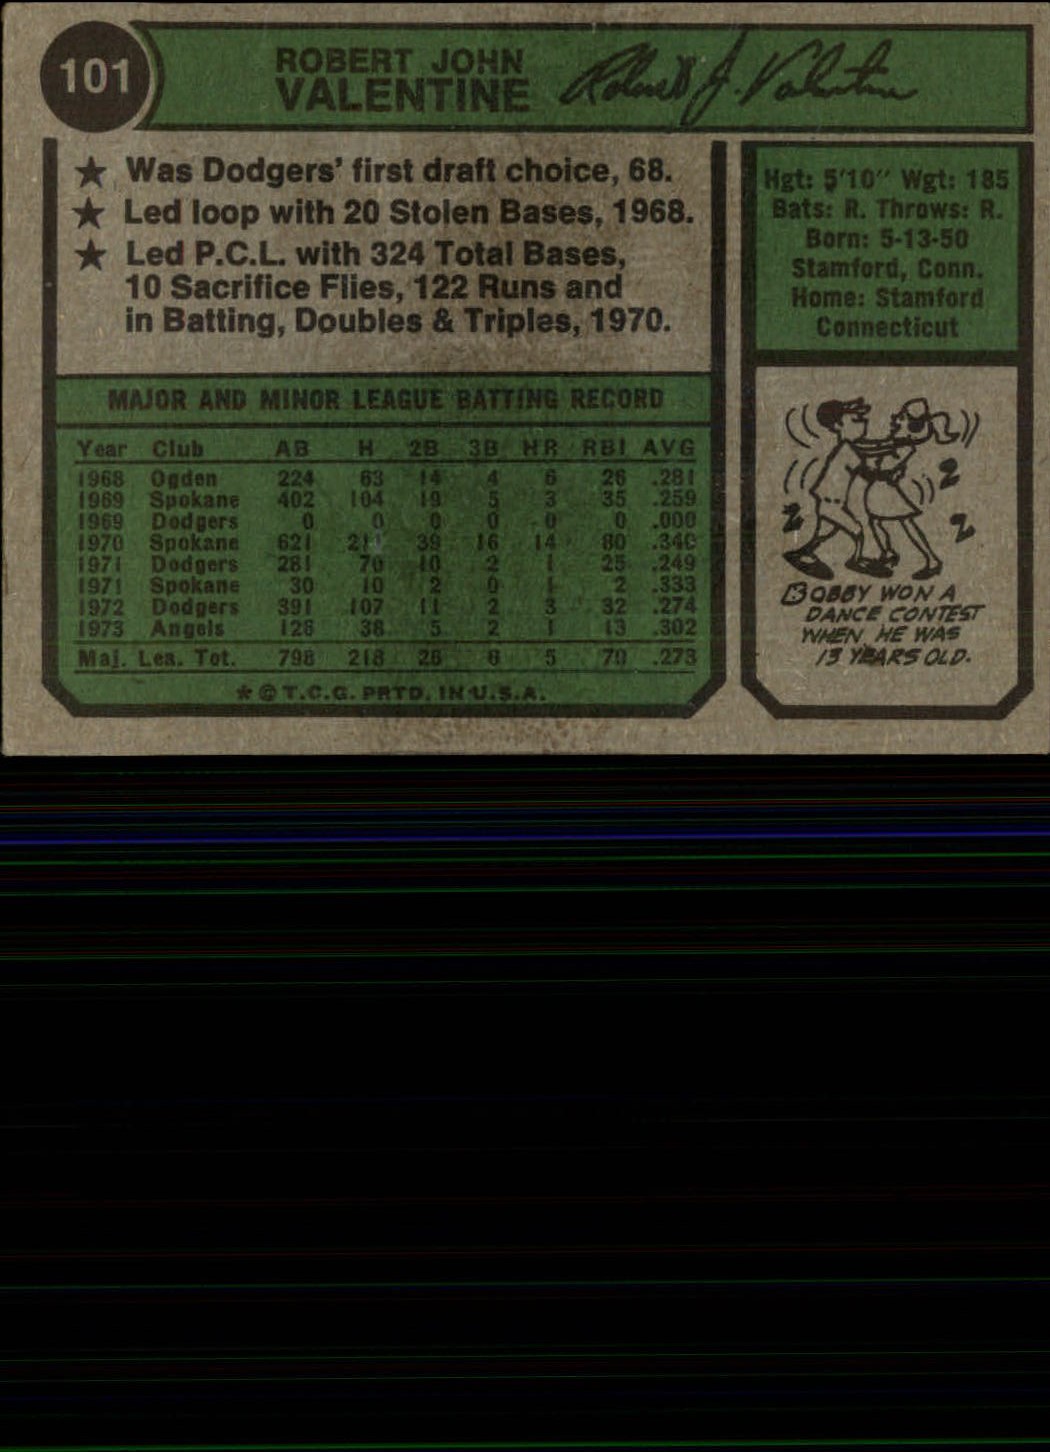 101
ROBERT JOHN
VALENTINE
Robert J. Valentine
★ Was Dodgers' first draft choice, 68.
★ Led loop with 20 Stolen Bases, 1968.
★ Led P.C.L. with 324 Total Bases,
10 Sacrifice Flies, 122 Runs and
in Batting, Doubles & Triples, 1970.
Hgt: 5'10" Wgt: 185
Bats: R. Throws: R.
Born: 5-13-50
Stamford, Conn.
Home: Stamford
Connecticut
MAJOR AND MINOR LEAGUE BATTING RECORD
Year Club AB H 2B 3B HR RBI AVG
1968 Ogden 224 63 14 4 6 26 .281
1969 Spokane 402 104 19 5 3 35 .259
1969 Dodgers 0 0 0 0 0 0 .000
1970 Spokane 621 211 39 16 14 80 .340
1971 Dodgers 281 70 10 2 1 25 .249
1971 Spokane 30 10 2 0 1 2 .333
1972 Dodgers 391 107 11 2 3 32 .274
1973 Angels 126 38 5 2 1 13 .302
Maj. Lea. Tot. 798 218 26 6 5 70 .273
* © T.C.G. PRTD. IN U.S.A.
BOBBY WON A
DANCE CONTEST
WHEN HE WAS
13 YEARS OLD.